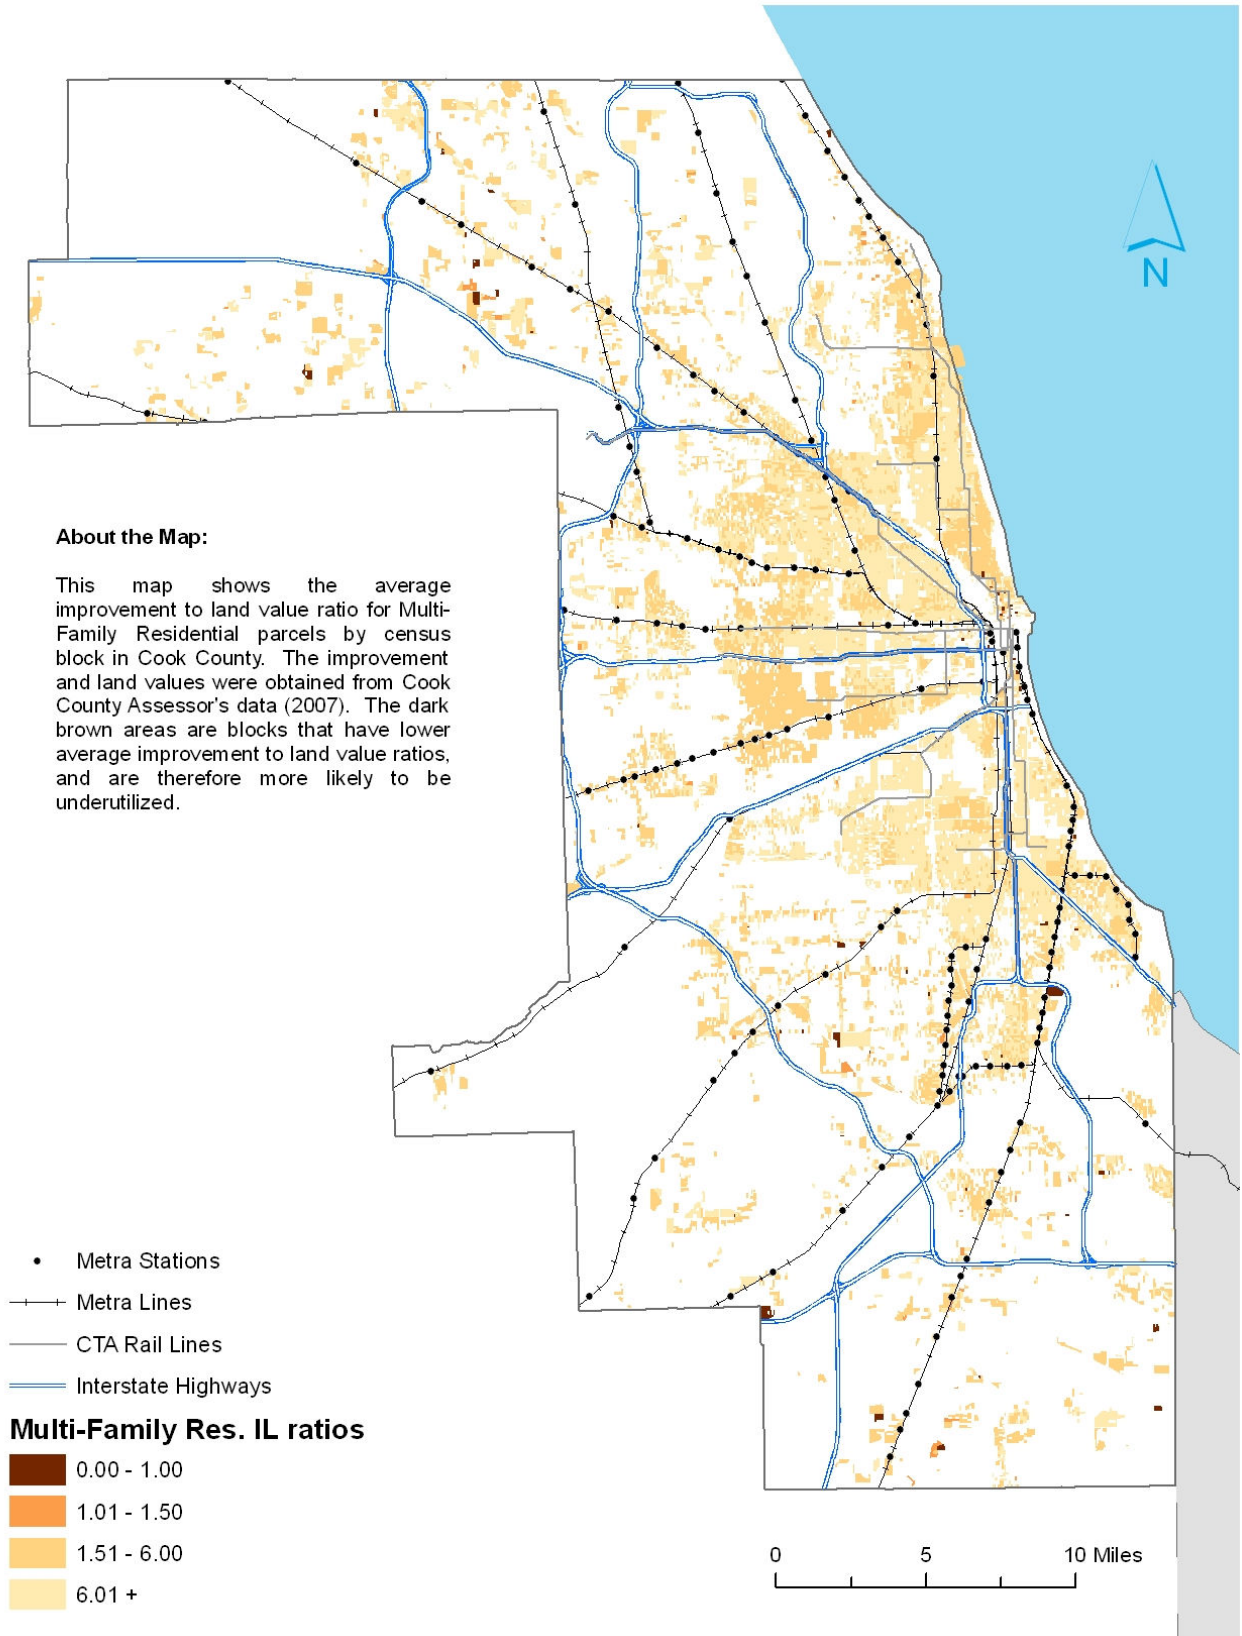 N
About the Map:
This map shows the average
improvement to land value ratio for Multi-
Family Residential parcels by census
block in Cook County. The improvement
and land values were obtained from Cook
County Assessor's data (2007). The dark
brown areas are blocks that have lower
average improvement to land value ratios,
and are therefore more likely to be
underutilized.
Metra Stations
Metra Lines
CTA Rail Lines
Interstate Highways
Multi-Family Res. IL ratios
0.00 - 1.00
1.01 - 1.50
1.51 - 6.00
6.01 +
0 5 10 Miles